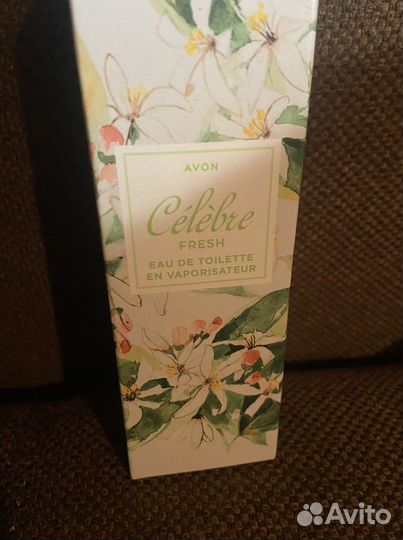 AVON
Célèbre
FRESH
EAU DE TOILETTE
EN VAPORISATEUR
Avito